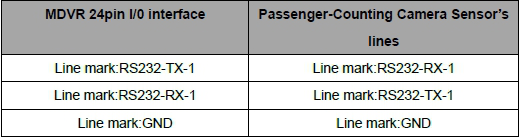 MDVR 24pin I/0 interface
Passenger-Counting Camera Sensor's
lines
Line mark:RS232-TX-1
Line mark:RS232-RX-1
Line mark:RS232-RX-1
Line mark:RS232-TX-1
Line mark:GND
Line mark:GND